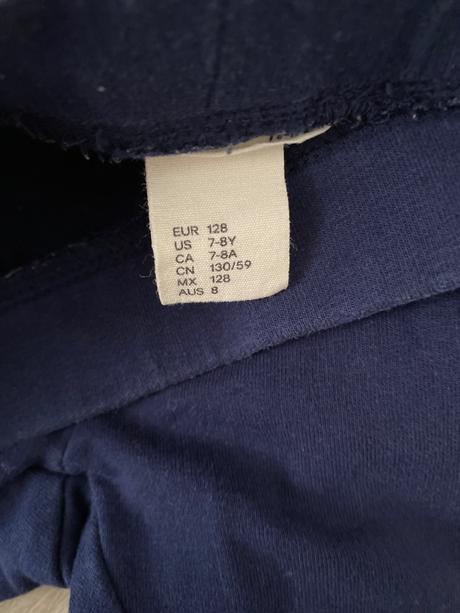 EUR 128
US 7-8Y
CA 7-8A
CN 130/59
MX 128
AUS 8